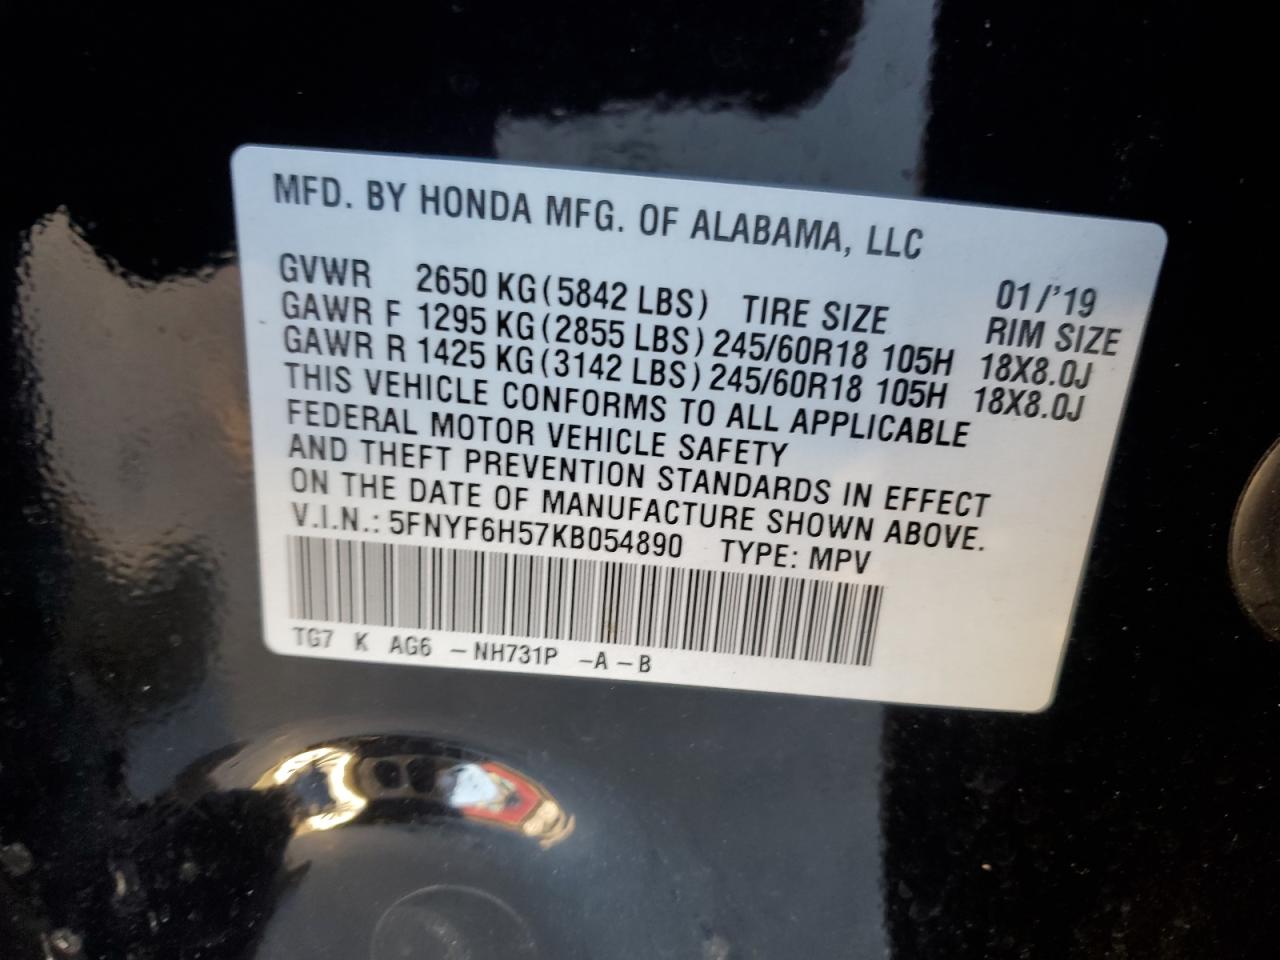 MFD. BY HONDA MFG. OF ALABAMA, LLC
01/'19
GVWR 2650 KG (5842 LBS) TIRE SIZE RIM SIZE
GAWR F 1295 KG (2855 LBS) 245/60R18 105H 18X8.0J
GAWR R 1425 KG (3142 LBS) 245/60R18 105H 18X8.0J
THIS VEHICLE CONFORMS TO ALL APPLICABLE
FEDERAL MOTOR VEHICLE SAFETY
AND THEFT PREVENTION STANDARDS IN EFFECT
ON THE DATE OF MANUFACTURE SHOWN ABOVE.
V.I.N.: 5FNYF6H57KB054890 TYPE: MPV
TG7 K AG6 -NH731P -A-B